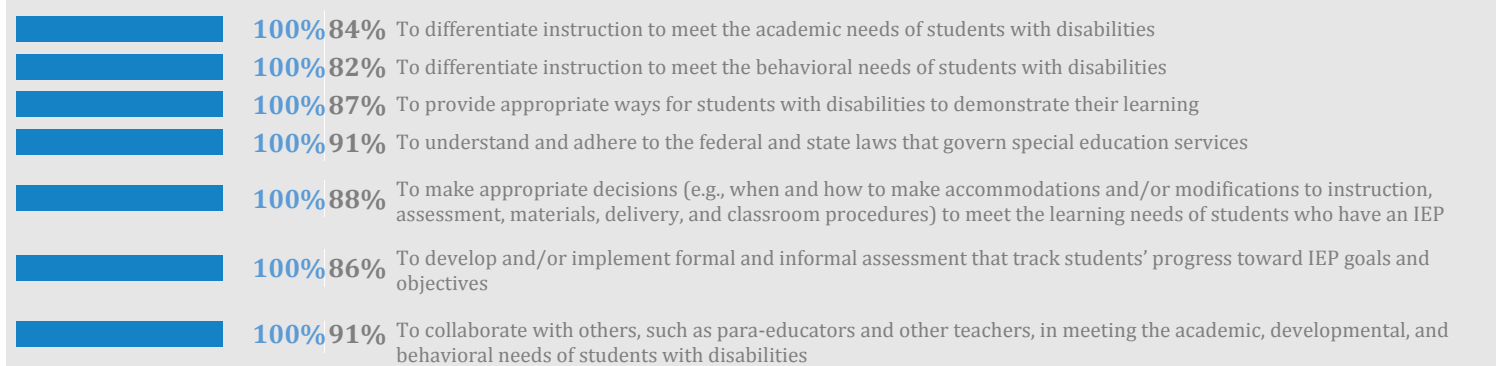 100% 84% To differentiate instruction to meet the academic needs of students with disabilities
100% 82% To differentiate instruction to meet the behavioral needs of students with disabilities
100% 87% To provide appropriate ways for students with disabilities to demonstrate their learning
100% 91% To understand and adhere to the federal and state laws that govern special education services
100% 88% To make appropriate decisions (e.g., when and how to make accommodations and/or modifications to instruction,
assessment, materials, delivery, and classroom procedures) to meet the learning needs of students who have an IEP
100% 86% To develop and/or implement formal and informal assessment that track students’ progress toward IEP goals and
objectives
100% 91% To collaborate with others, such as para-educators and other teachers, in meeting the academic, developmental, and
behavioral needs of students with disabilities